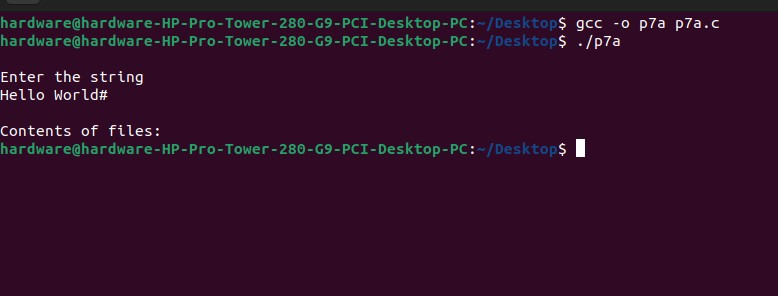 hardware@hardware-HP-Pro-Tower-280-G9-PCI-Desktop-PC:~/Desktop$ gcc -o p7a p7a.c
hardware@hardware-HP-Pro-Tower-280-G9-PCI-Desktop-PC:~/Desktop$ ./p7a
Enter the string
Hello World#
Contents of files:
hardware@hardware-HP-Pro-Tower-280-G9-PCI-Desktop-PC:~/Desktop$